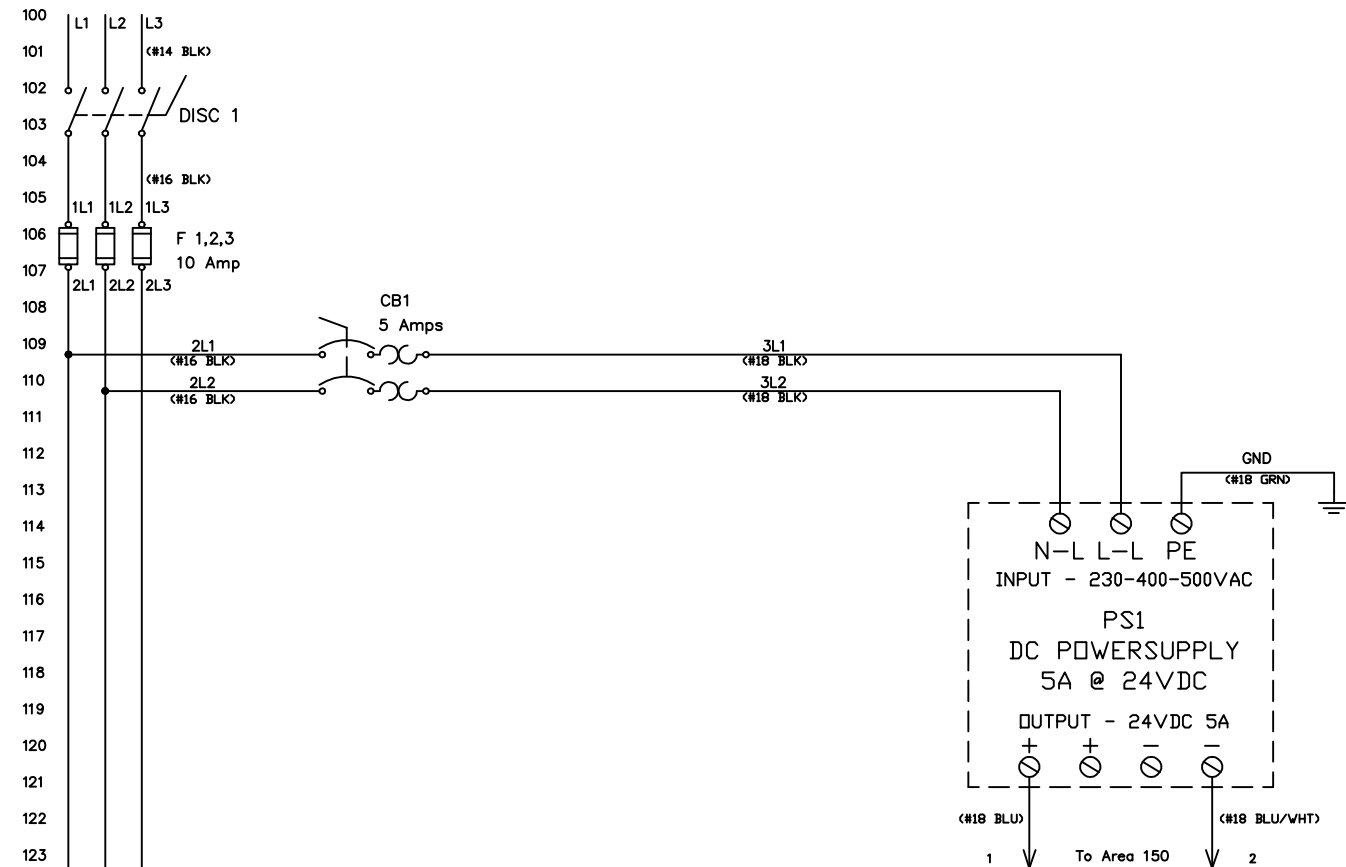 100
L1 L2 L3
101
(#14 BLK)
102
103
DISC 1
104
(#16 BLK)
105
1L1 1L2 1L3
106
F 1,2,3
10 Amp
107
2L1 2L2 2L3
108
CB1
5 Amps
109
2L1
(#16 BLK)
3L1
(#18 BLK)
110
2L2
(#16 BLK)
3L2
(#18 BLK)
111
112
GND
(#18 GRN)
113
114
N-L L-L PE
115
INPUT - 230-400-500VAC
116
PS1
117
DC POWERSUPPLY
118
5A @ 24VDC
119
OUTPUT - 24VDC 5A
120
+ + - -
121
122
(#18 BLU) (#18 BLU/WHT)
123
1 To Area 150 2